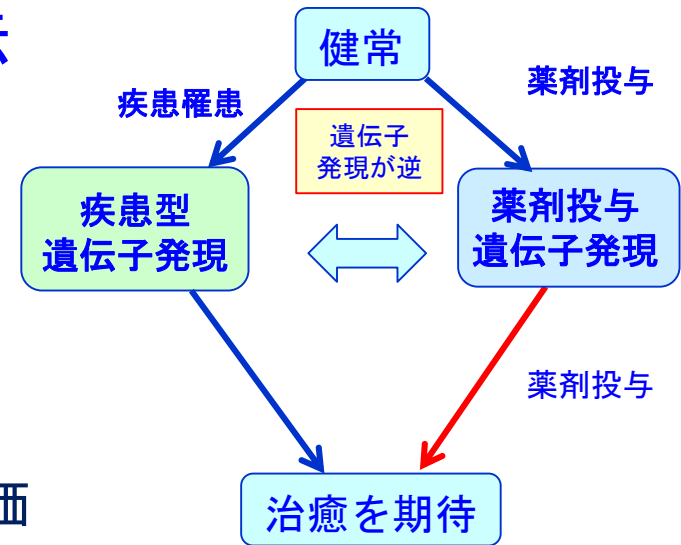 健常
疾患罹患
薬剤投与
遺伝子
発現が逆
疾患型
遺伝子発現
薬剤投与
遺伝子発現
薬剤投与
価
治癒を期待